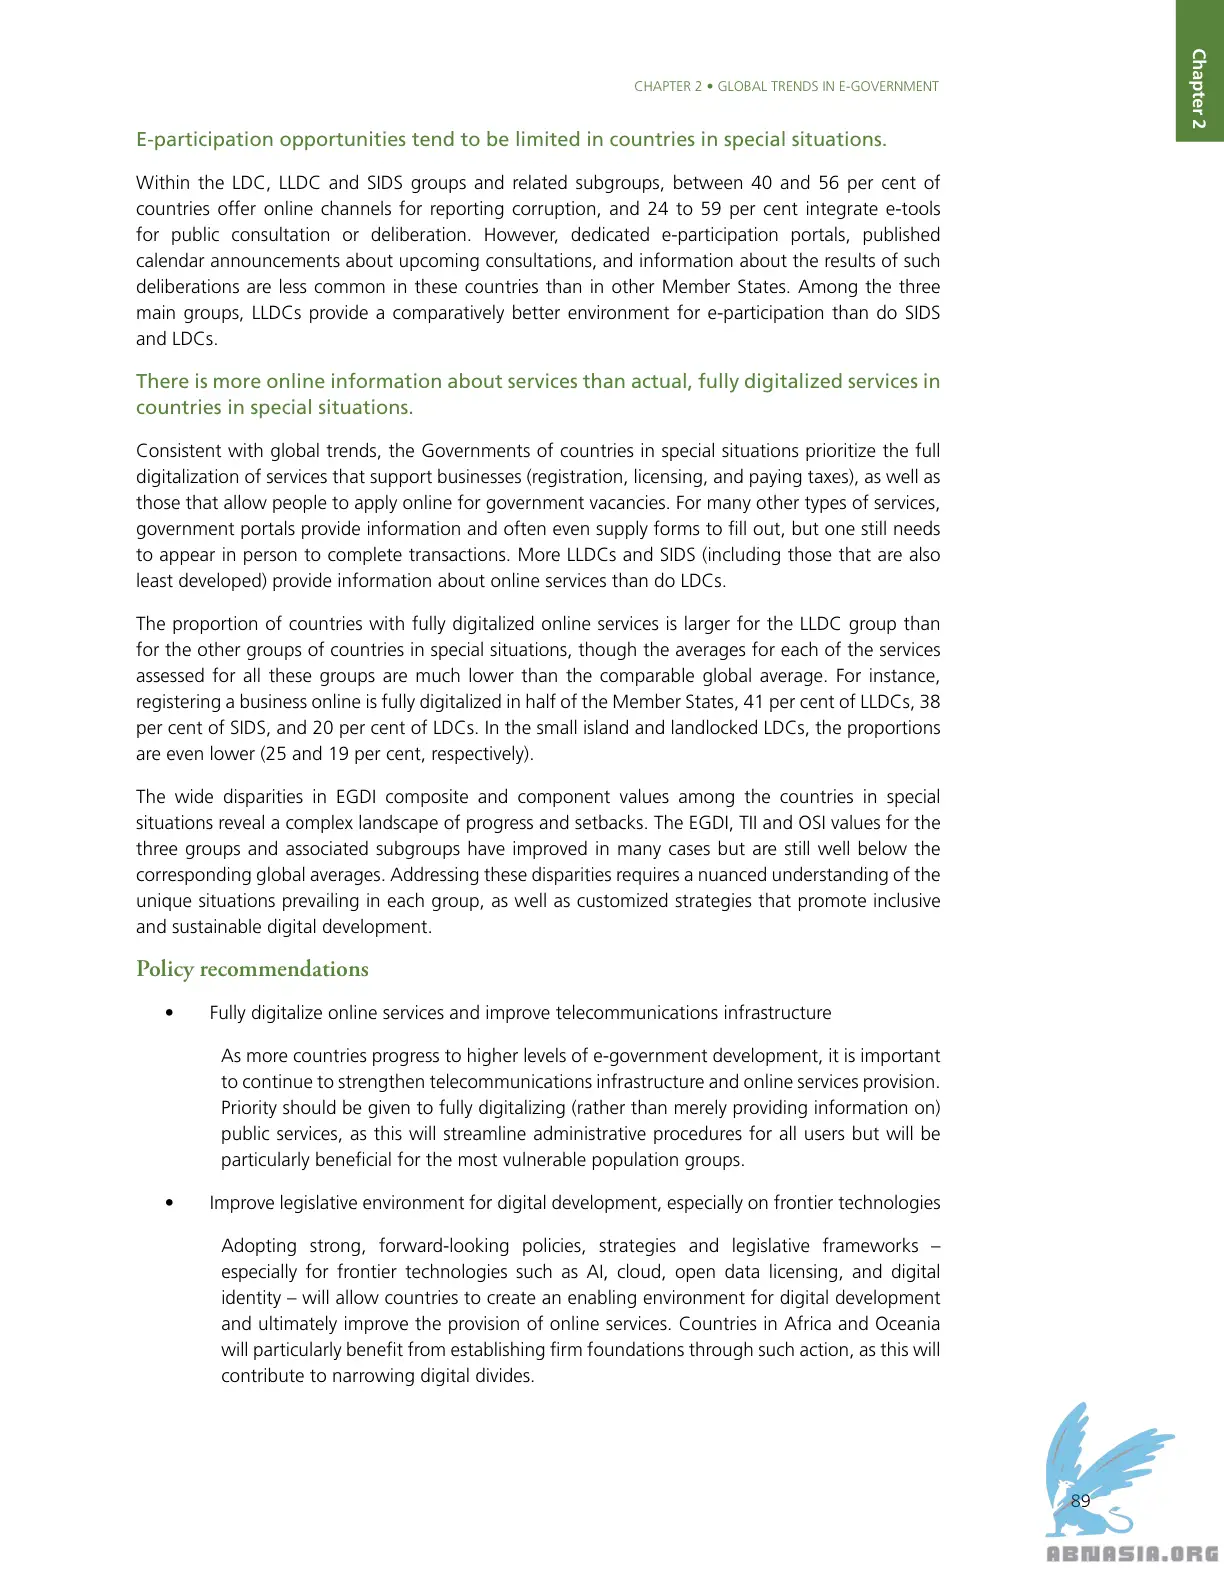 Chapter 2
CHAPTER 2 • GLOBAL TRENDS IN E-GOVERNMENT
E-participation opportunities tend to be limited in countries in special situations.
Within the LDC, LLDC and SIDS groups and related subgroups, between 40 and 56 per cent of
countries offer online channels for reporting corruption, and 24 to 59 per cent integrate e-tools
for public consultation or deliberation. However, dedicated e-participation portals, published
calendar announcements about upcoming consultations, and information about the results of such
deliberations are less common in these countries than in other Member States. Among the three
main groups, LLDCs provide a comparatively better environment for e-participation than do SIDS
and LDCs.
There is more online information about services than actual, fully digitalized services in
countries in special situations.
Consistent with global trends, the Governments of countries in special situations prioritize the full
digitalization of services that support businesses (registration, licensing, and paying taxes), as well as
those that allow people to apply online for government vacancies. For many other types of services,
government portals provide information and often even supply forms to fill out, but one still needs
to appear in person to complete transactions. More LLDCs and SIDS (including those that are also
least developed) provide information about online services than do LDCs.
The proportion of countries with fully digitalized online services is larger for the LLDC group than
for the other groups of countries in special situations, though the averages for each of the services
assessed for all these groups are much lower than the comparable global average. For instance,
registering a business online is fully digitalized in half of the Member States, 41 per cent of LLDCs, 38
per cent of SIDS, and 20 per cent of LDCs. In the small island and landlocked LDCs, the proportions
are even lower (25 and 19 per cent, respectively).
The wide disparities in EGDI composite and component values among the countries in special
situations reveal a complex landscape of progress and setbacks. The EGDI, TII and OSI values for the
three groups and associated subgroups have improved in many cases but are still well below the
corresponding global averages. Addressing these disparities requires a nuanced understanding of the
unique situations prevailing in each group, as well as customized strategies that promote inclusive
and sustainable digital development.
Policy recommendations
• Fully digitalize online services and improve telecommunications infrastructure
As more countries progress to higher levels of e-government development, it is important
to continue to strengthen telecommunications infrastructure and online services provision.
Priority should be given to fully digitalizing (rather than merely providing information on)
public services, as this will streamline administrative procedures for all users but will be
particularly beneficial for the most vulnerable population groups.
• Improve legislative environment for digital development, especially on frontier technologies
Adopting strong, forward-looking policies, strategies and legislative frameworks –
especially for frontier technologies such as AI, cloud, open data licensing, and digital
identity – will allow countries to create an enabling environment for digital development
and ultimately improve the provision of online services. Countries in Africa and Oceania
will particularly benefit from establishing firm foundations through such action, as this will
contribute to narrowing digital divides.
89
ABNASIA.ORG